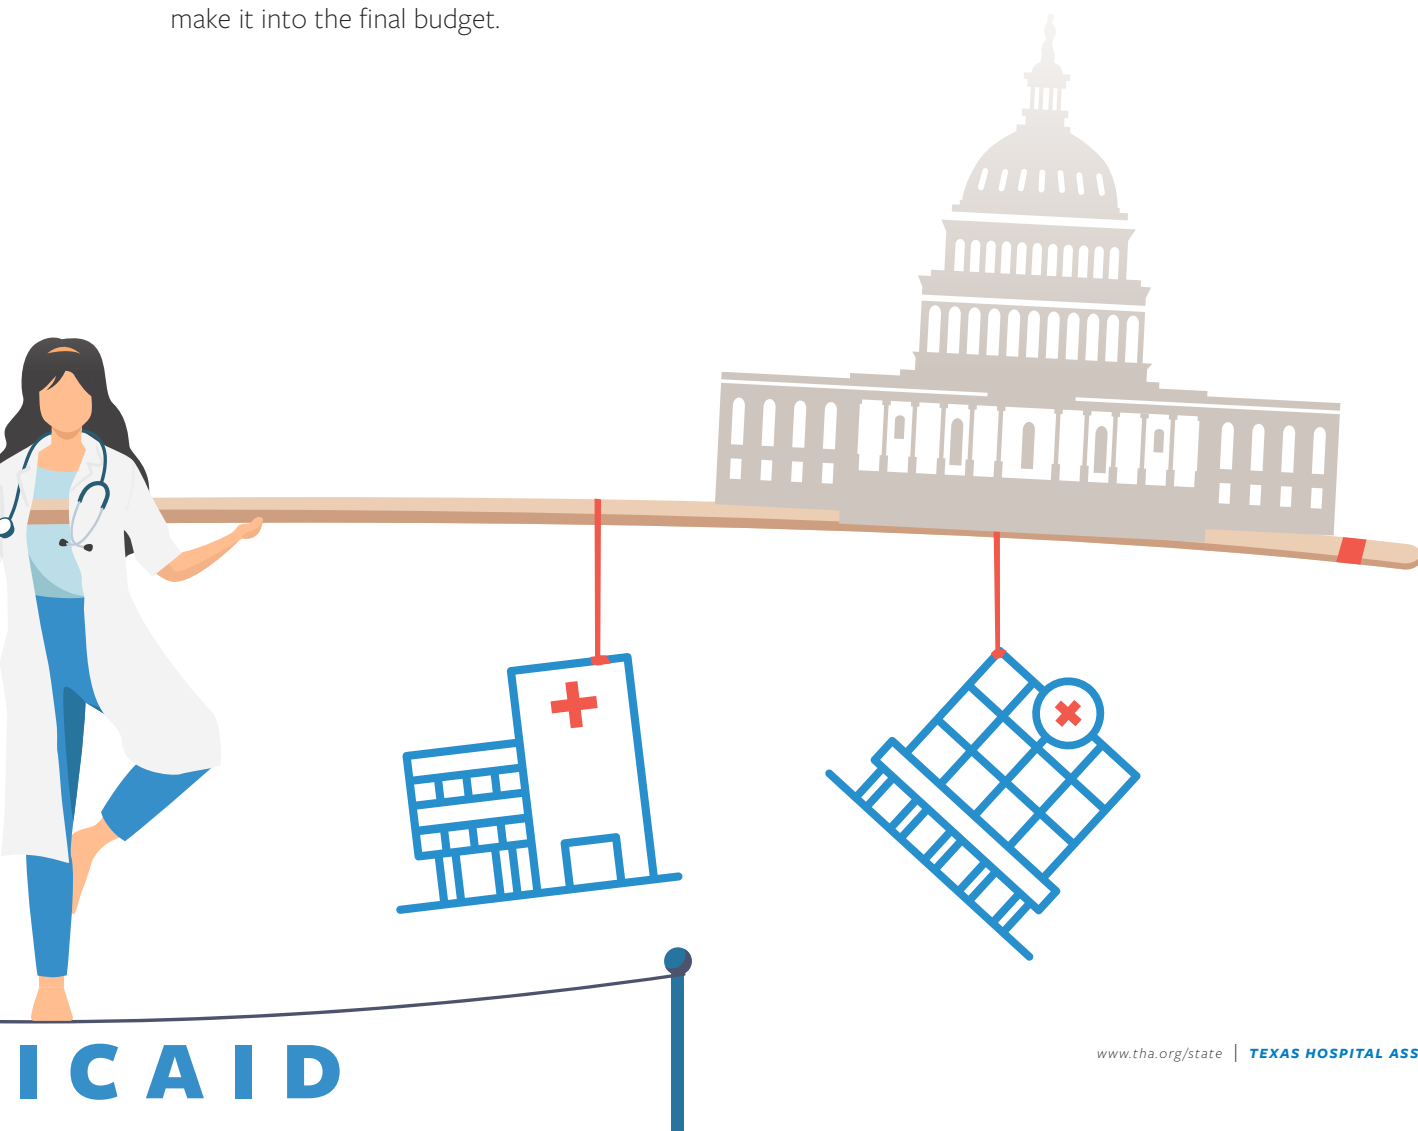 make it into the final budget.
ICAID
www.tha.org/state | TEXAS HOSPITAL ASS